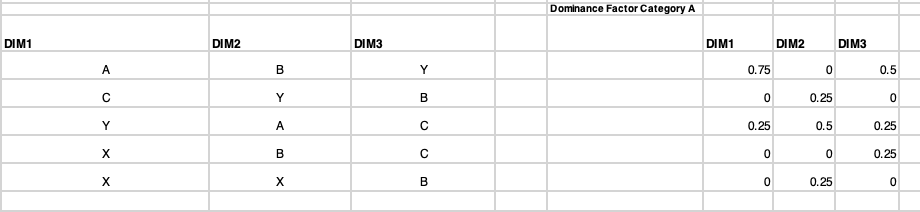 Dominance Factor Category A
DIM1 DIM2 DIM3 DIM1 DIM2 DIM3
A B Y 0.75 0 0.5
C Y B 0 0.25 0
Y A C 0.25 0.5 0.25
X B C 0 0 0.25
X X B 0 0.25 0